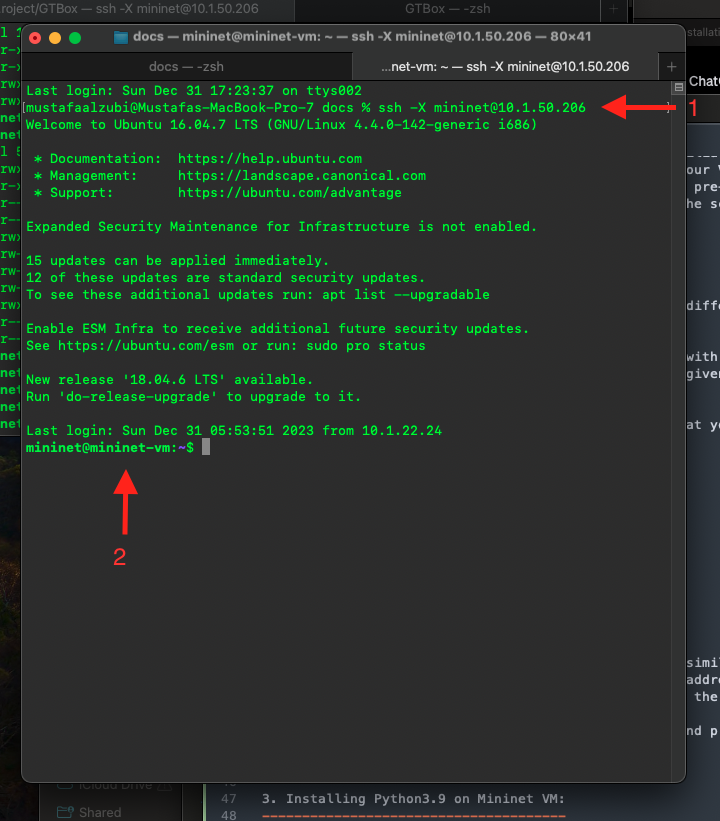 .roject/GTBox — ssh -X mininet@10.1.50.206
GTBox — -zsh
docs — mininet@mininet-vm: ~ — ssh -X mininet@10.1.50.206 — 80×41
docs — -zsh
...net-vm: ~ — ssh -X mininet@10.1.50.206
+
Last login: Sun Dec 31 17:23:37 on ttys002
[mustafaalzubi@Mustafas-MacBook-Pro-7 docs % ssh -X mininet@10.1.50.206 ]
1
Welcome to Ubuntu 16.04.7 LTS (GNU/Linux 4.4.0-142-generic i686)
* Documentation:  https://help.ubuntu.com
* Management:     https://landscape.canonical.com
* Support:        https://ubuntu.com/advantage
Expanded Security Maintenance for Infrastructure is not enabled.
15 updates can be applied immediately.
12 of these updates are standard security updates.
To see these additional updates run: apt list --upgradable
Enable ESM Infra to receive additional future security updates.
See https://ubuntu.com/esm or run: sudo pro status
New release '18.04.6 LTS' available.
Run 'do-release-upgrade' to upgrade to it.
Last login: Sun Dec 31 05:53:51 2023 from 10.1.22.24
mininet@mininet-vm:~$
2
iCloud Drive
Shared
47 3. Installing Python3.9 on Mininet VM:
48 --------------------------------------